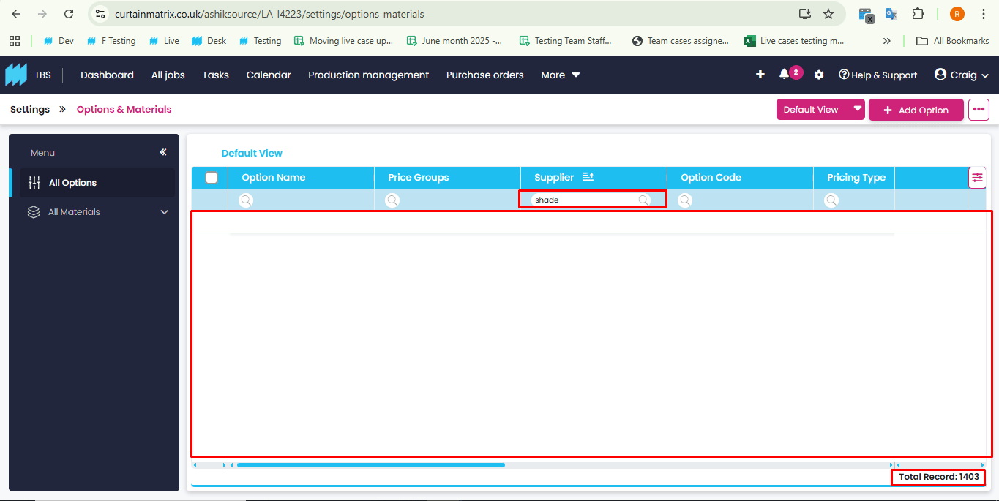 curtainmatrix.co.uk/ashiksource/LA-I4223/settings/options-materials
X
R
Dev
F Testing
Live
Desk
Testing
Moving live case up...
June month 2025 -...
Testing Team Staff...
Team cases assigne...
Live cases testing m...
»
All Bookmarks
TBS
Dashboard
All jobs
Tasks
Calendar
Production management
Purchase orders
More
2
Help & Support
Craig
Settings
»
Options & Materials
Default View
+ Add Option
Menu
«
All Options
All Materials
Default View
Option Name
Price Groups
Supplier
Option Code
Pricing Type
shade
Total Record: 1403